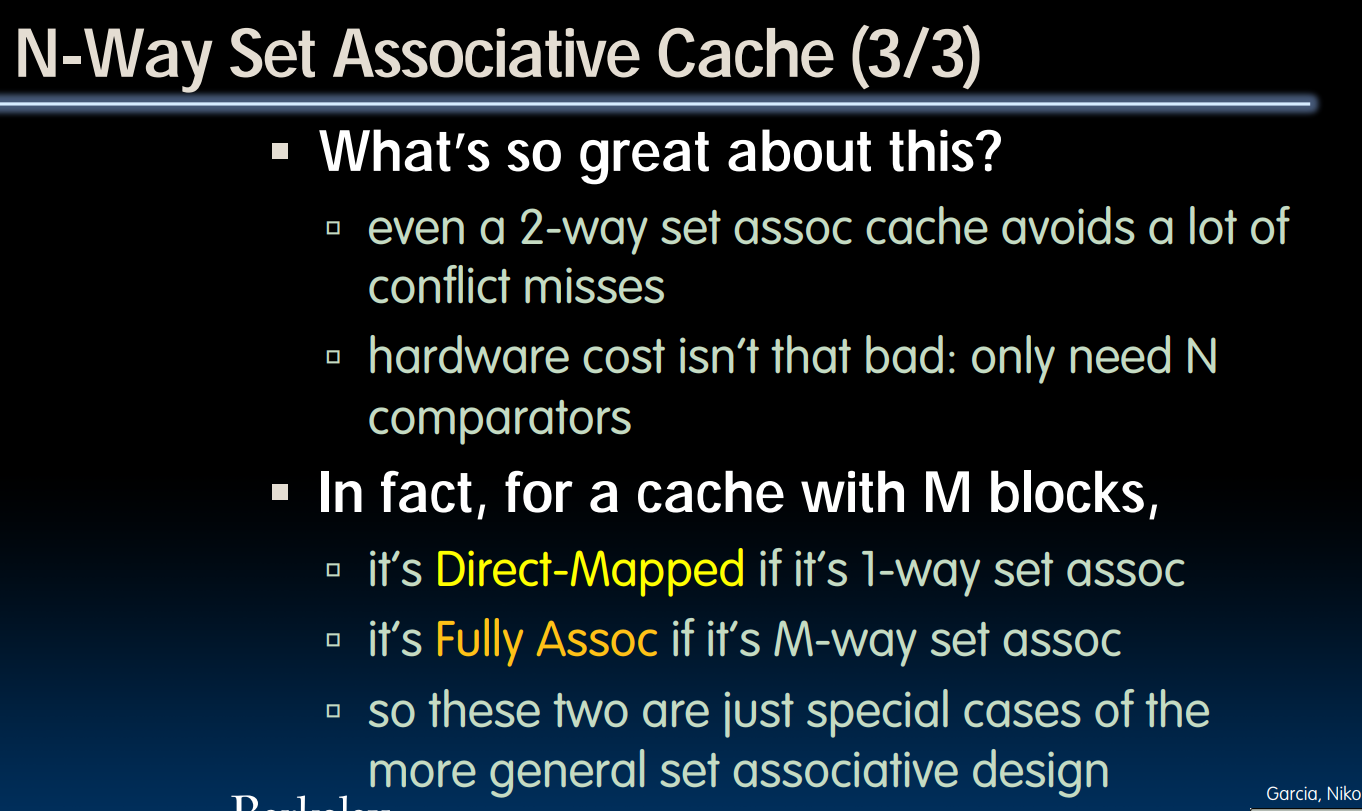 N-Way Set Associative Cache (3/3)
What’s so great about this?
even a 2-way set assoc cache avoids a lot of
conflict misses
hardware cost isn’t that bad: only need N
comparators
In fact, for a cache with M blocks,
it’s Direct-Mapped if it’s 1-way set assoc
it’s Fully Assoc if it’s M-way set assoc
so these two are just special cases of the
more general set associative design
Berkeley
Garcia, Niko